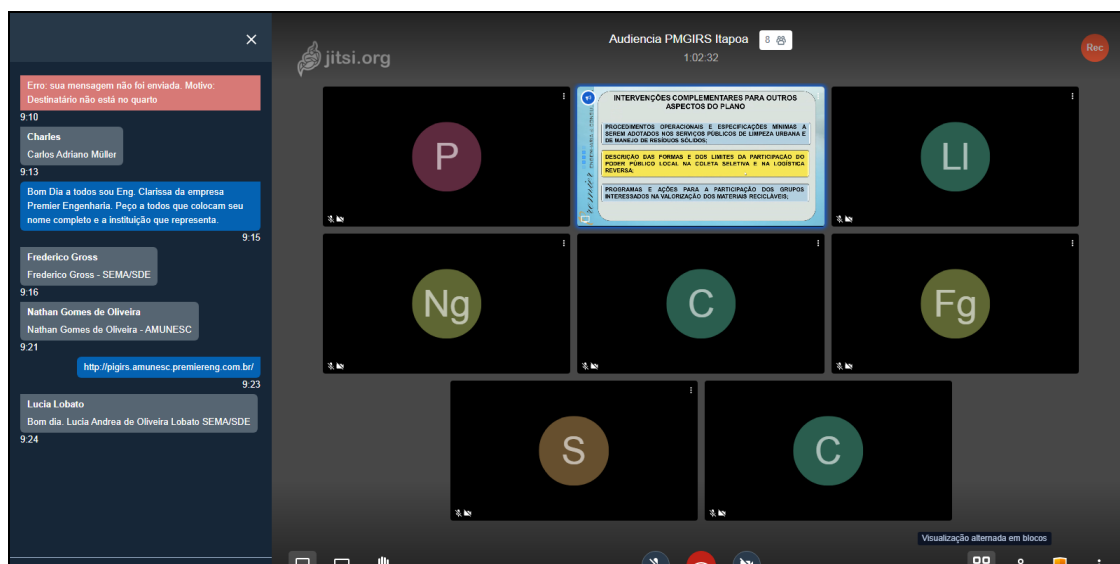 Erro: sua mensagem não foi enviada. Motivo:
Destinatário não está no quarto
9:10
Charles
Carlos Adriano Müller
9:13
Bom Dia a todos sou Eng. Clarissa da empresa
Premier Engenharia. Peço a todos que colocam seu
nome completo e a instituição que representa.
9:15
Frederico Gross
Frederico Gross - SEMA/SDE
9:16
Nathan Gomes de Oliveira
Nathan Gomes de Oliveira - AMUNESC
9:21
http://pigirs.amunesc.premiereng.com.br/
9:23
Lucia Lobato
Bom dia. Lucia Andrea de Oliveira Lobato SEMA/SDE
9:24
jitsi.org
Audiencia PMGIRS Itapoa 8
1:02:32
Rec
P
INTERVENÇÕES COMPLEMENTARES PARA OUTROS
ASPECTOS DO PLANO
PROCEDIMENTOS OPERACIONAIS E ESPECIFICAÇÕES MÍNIMAS A
SEREM ADOTADOS NOS SERVIÇOS PÚBLICOS DE LIMPEZA URBANA E
DE MANEJO DE RESÍDUOS SÓLIDOS;
DESCRIÇÃO DAS FORMAS E DOS LIMITES DA PARTICIPAÇÃO DO
PODER PÚBLICO LOCAL NA COLETA SELETIVA E NA LOGÍSTICA
REVERSA;
PROGRAMAS E AÇÕES PARA A PARTICIPAÇÃO DOS GRUPOS
INTERESSADOS NA VALORIZAÇÃO DOS MATERIAIS RECICLÁVEIS;
Ll
Ng
C
Fg
S
C
Visualização alternada em blocos